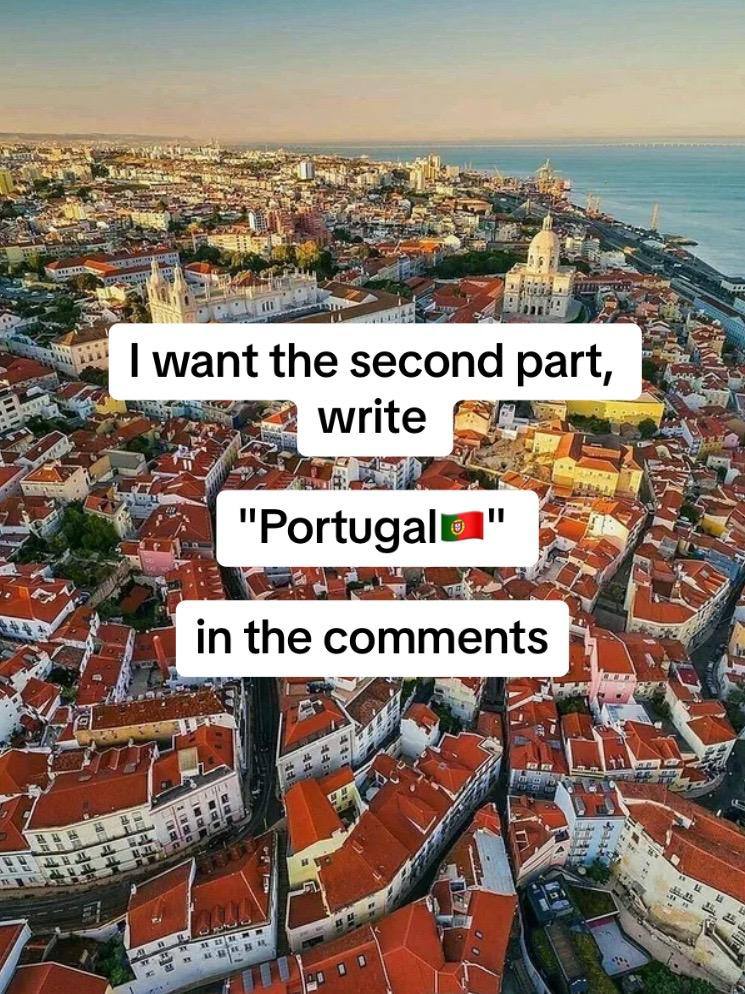 I want the second part,
write
"Portugal🇵🇹"
in the comments